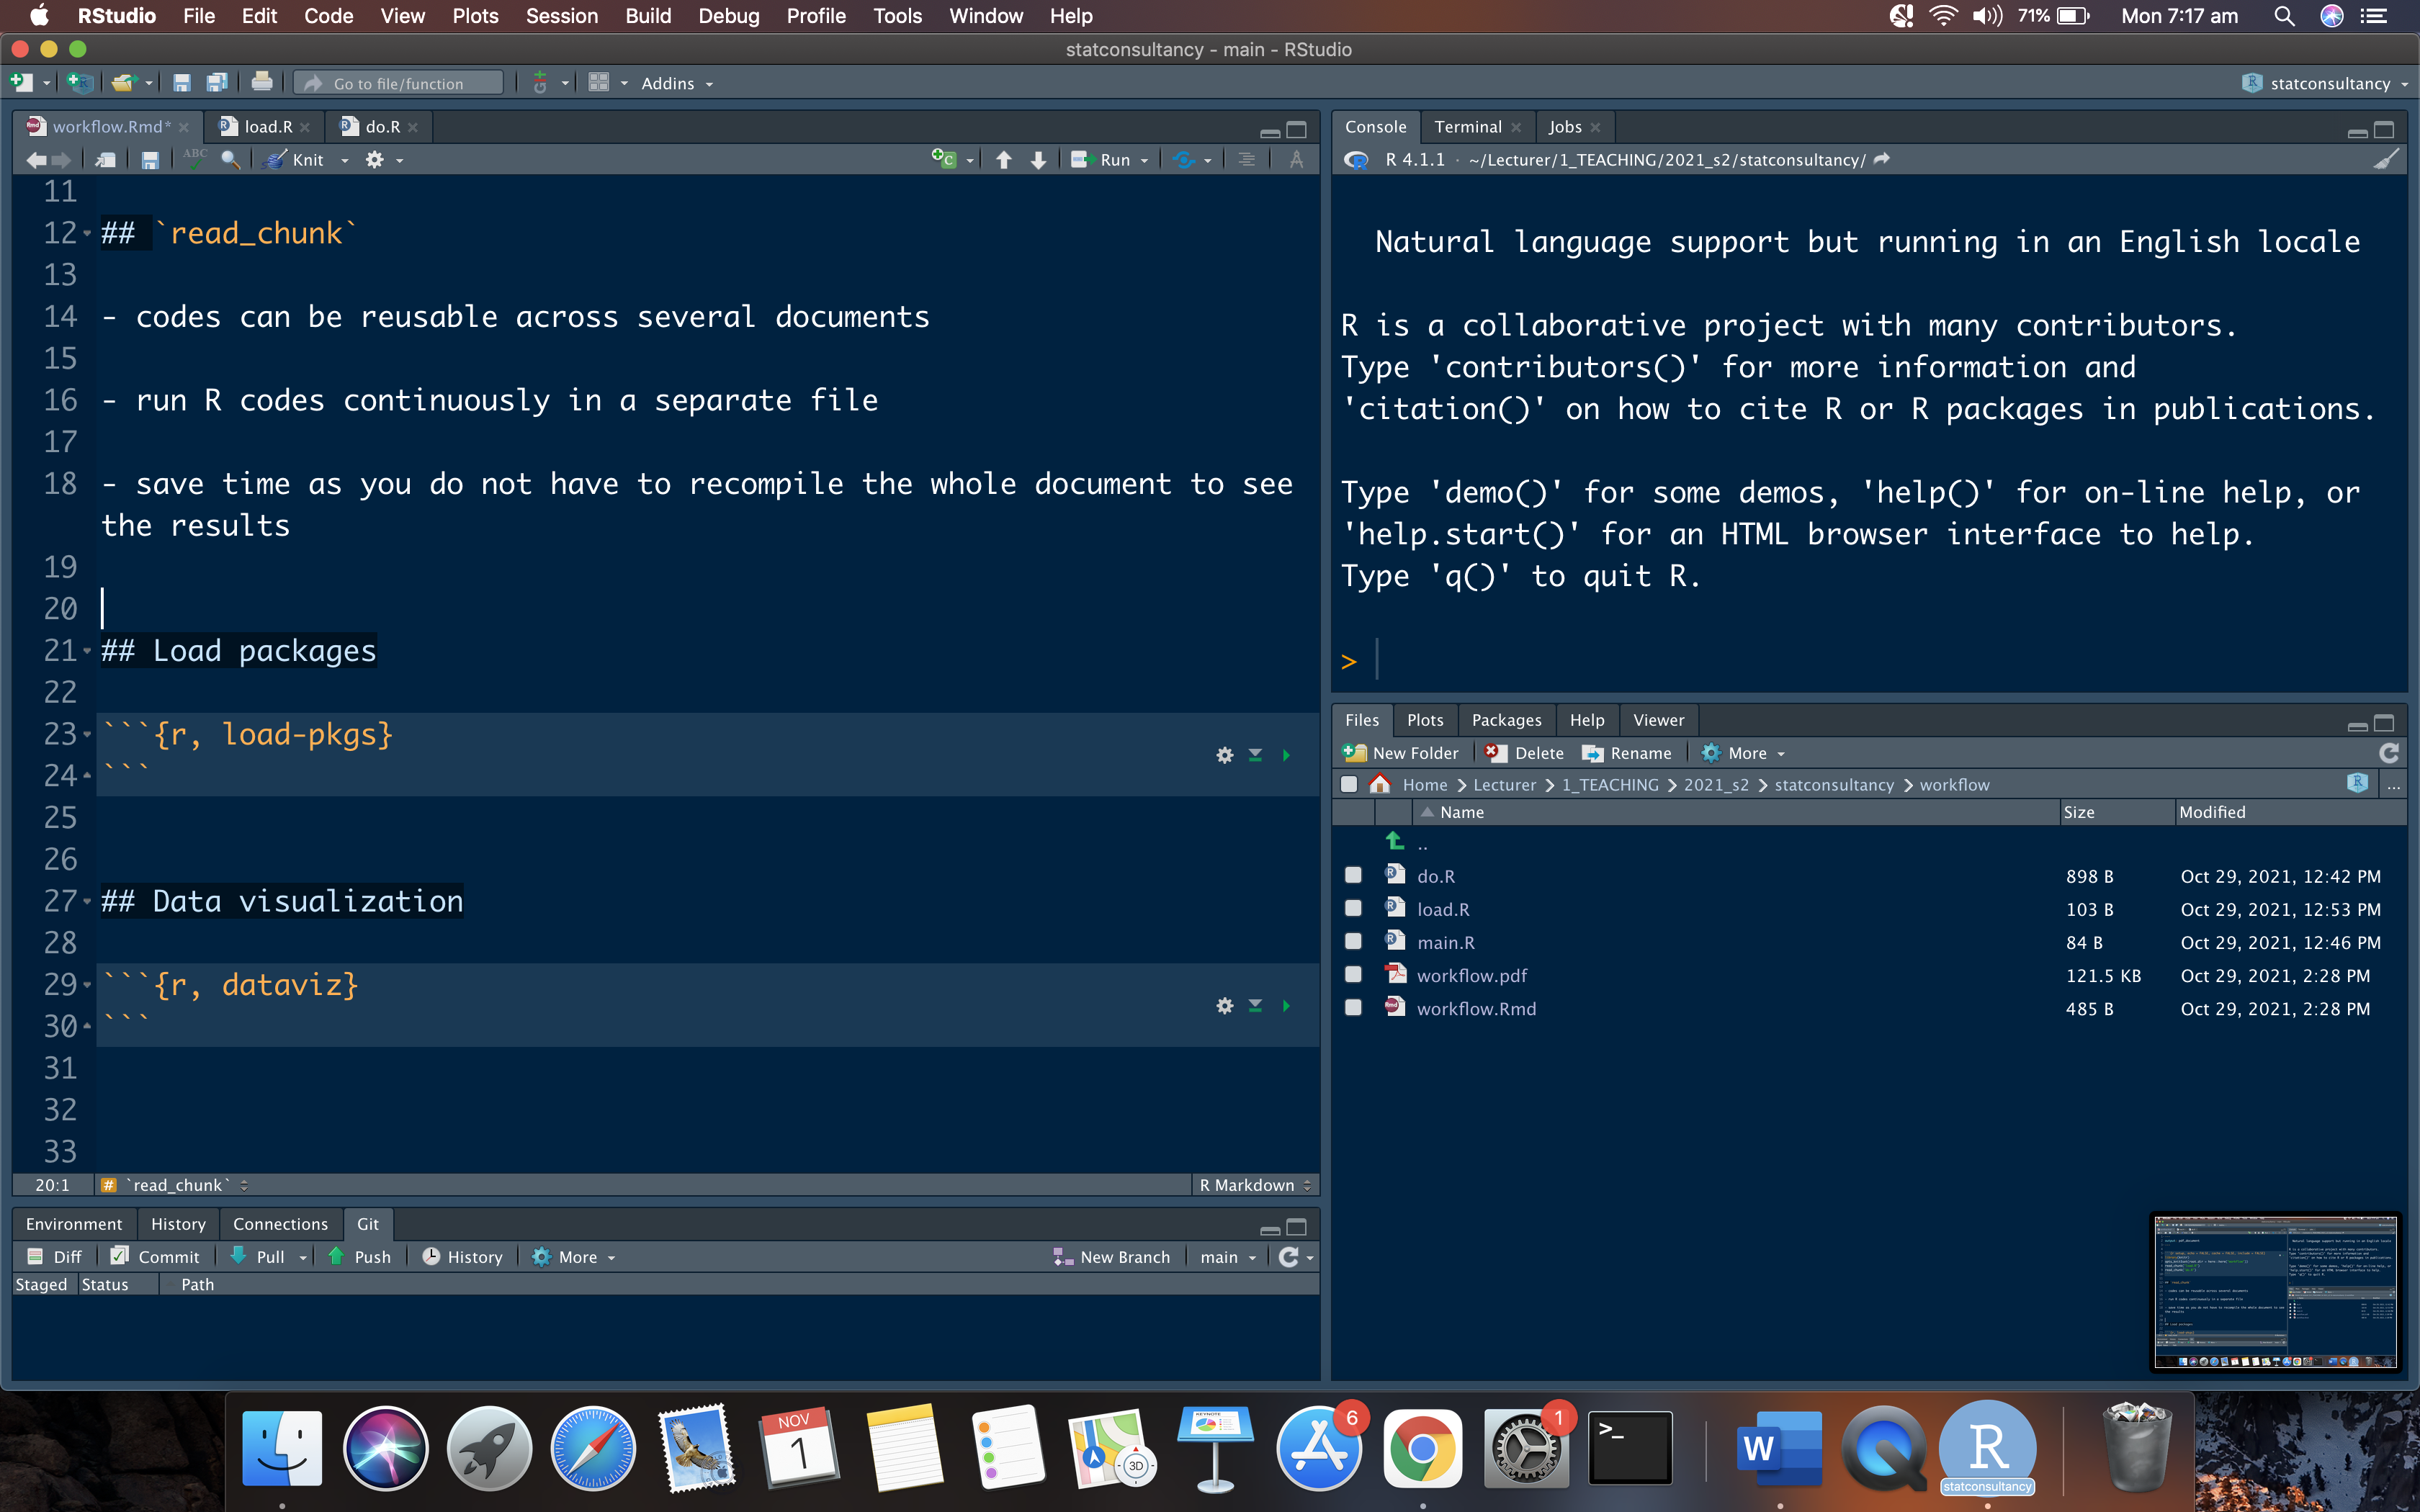 RStudio File Edit Code View Plots Session Build Debug Profile Tools Window Help 71% Mon 7:17 am
statconsultancy - main - RStudio
Go to file/function Addins statconsultancy
workflow.Rmd* load.R do.R
ABC Knit Run
11
12 ## `read_chunk`
13
14 - codes can be reusable across several documents
15
16 - run R codes continuously in a separate file
17
18 - save time as you do not have to recompile the whole document to see
the results
19
20
21 ## Load packages
22
23 ```{r, load-pkgs}
24 ```
25
26
27 ## Data visualization
28
29 ```{r, dataviz}
30 ```
31
32
33
20:1 # `read_chunk` R Markdown
Environment History Connections Git
Diff Commit Pull Push History More New Branch main
Staged Status Path
Console Terminal Jobs
R 4.1.1 · ~/Lecturer/1_TEACHING/2021_s2/statconsultancy/
Natural language support but running in an English locale
R is a collaborative project with many contributors.
Type 'contributors()' for more information and
'citation()' on how to cite R or R packages in publications.
Type 'demo()' for some demos, 'help()' for on-line help, or
'help.start()' for an HTML browser interface to help.
Type 'q()' to quit R.
>
Files Plots Packages Help Viewer
New Folder Delete Rename More
Home Lecturer 1_TEACHING 2021_s2 statconsultancy workflow ...
Name Size Modified
..
do.R 898 B Oct 29, 2021, 12:42 PM
load.R 103 B Oct 29, 2021, 12:53 PM
main.R 84 B Oct 29, 2021, 12:46 PM
workflow.pdf 121.5 KB Oct 29, 2021, 2:28 PM
workflow.Rmd 485 B Oct 29, 2021, 2:28 PM
NOV
1
3D
KEYNOTE
6
1
>_
W
R
statconsultancy